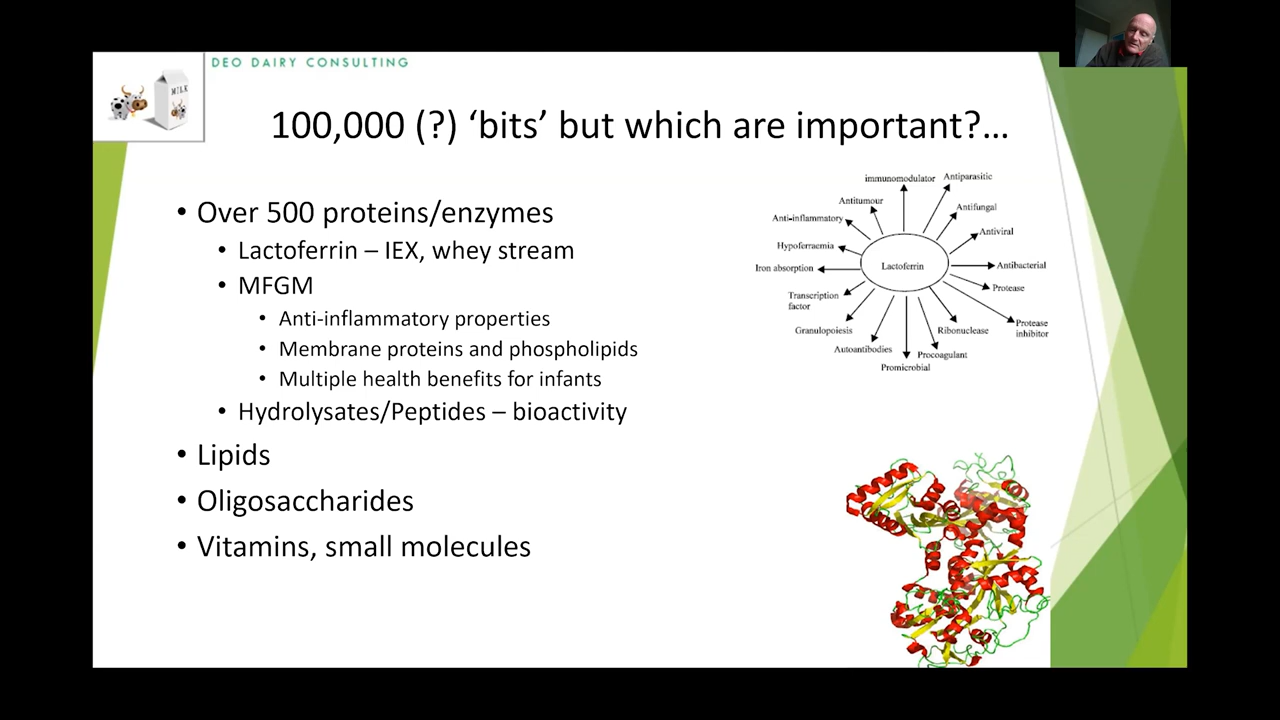 DEO DAIRY CONSULTING
MILK
100,000 (?) ‘bits’ but which are important?…
• Over 500 proteins/enzymes
• Lactoferrin – IEX, whey stream
• MFGM
• Anti-inflammatory properties
• Membrane proteins and phospholipids
• Multiple health benefits for infants
• Hydrolysates/Peptides – bioactivity
• Lipids
• Oligosaccharides
• Vitamins, small molecules
immunomodulator
Antiparasitic
Antitumour
Antifungal
Anti-inflammatory
Antiviral
Hypoferraemia
Iron absorption
Lactoferrin
Antibacterial
Transcription
factor
Protease
Granulopoiesis
Ribonuclease
Protease
inhibitor
Autoantibodies
Procoagulant
Promicrobial